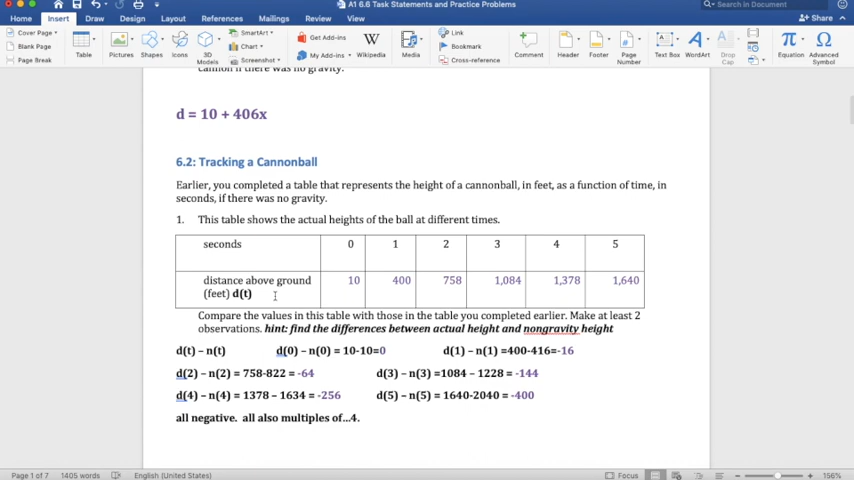 A1 6.6 Task Statements and Practice Problems
Search in Document
Home Insert Draw Design Layout References Mailings Review View
Share
Cover Page
Blank Page
Page Break
Table
Pictures
Shapes
Icons
3D Models
SmartArt
Chart
Screenshot
Get Add-ins
My Add-ins
Wikipedia
Media
Link
Bookmark
Cross-reference
Comment
Header
Footer
Page Number
Text Box
WordArt
Drop Cap
Equation
Advanced Symbol
cannon if there was no gravity.
d = 10 + 406x
6.2: Tracking a Cannonball
Earlier, you completed a table that represents the height of a cannonball, in feet, as a function of time, in
seconds, if there was no gravity.
1. This table shows the actual heights of the ball at different times.
seconds 0 1 2 3 4 5
distance above ground 10 400 758 1,084 1,378 1,640
(feet) d(t)
Compare the values in this table with those in the table you completed earlier. Make at least 2
observations. hint: find the differences between actual height and nongravity height
d(t) – n(t) d(0) – n(0) = 10-10=0 d(1) – n(1) =400-416=-16
d(2) – n(2) = 758-822 = -64 d(3) – n(3) =1084 – 1228 = -144
d(4) – n(4) = 1378 – 1634 = -256 d(5) – n(5) = 1640-2040 = -400
all negative. all also multiples of...4.
Page 1 of 7 1405 words English (United States) Focus 156%